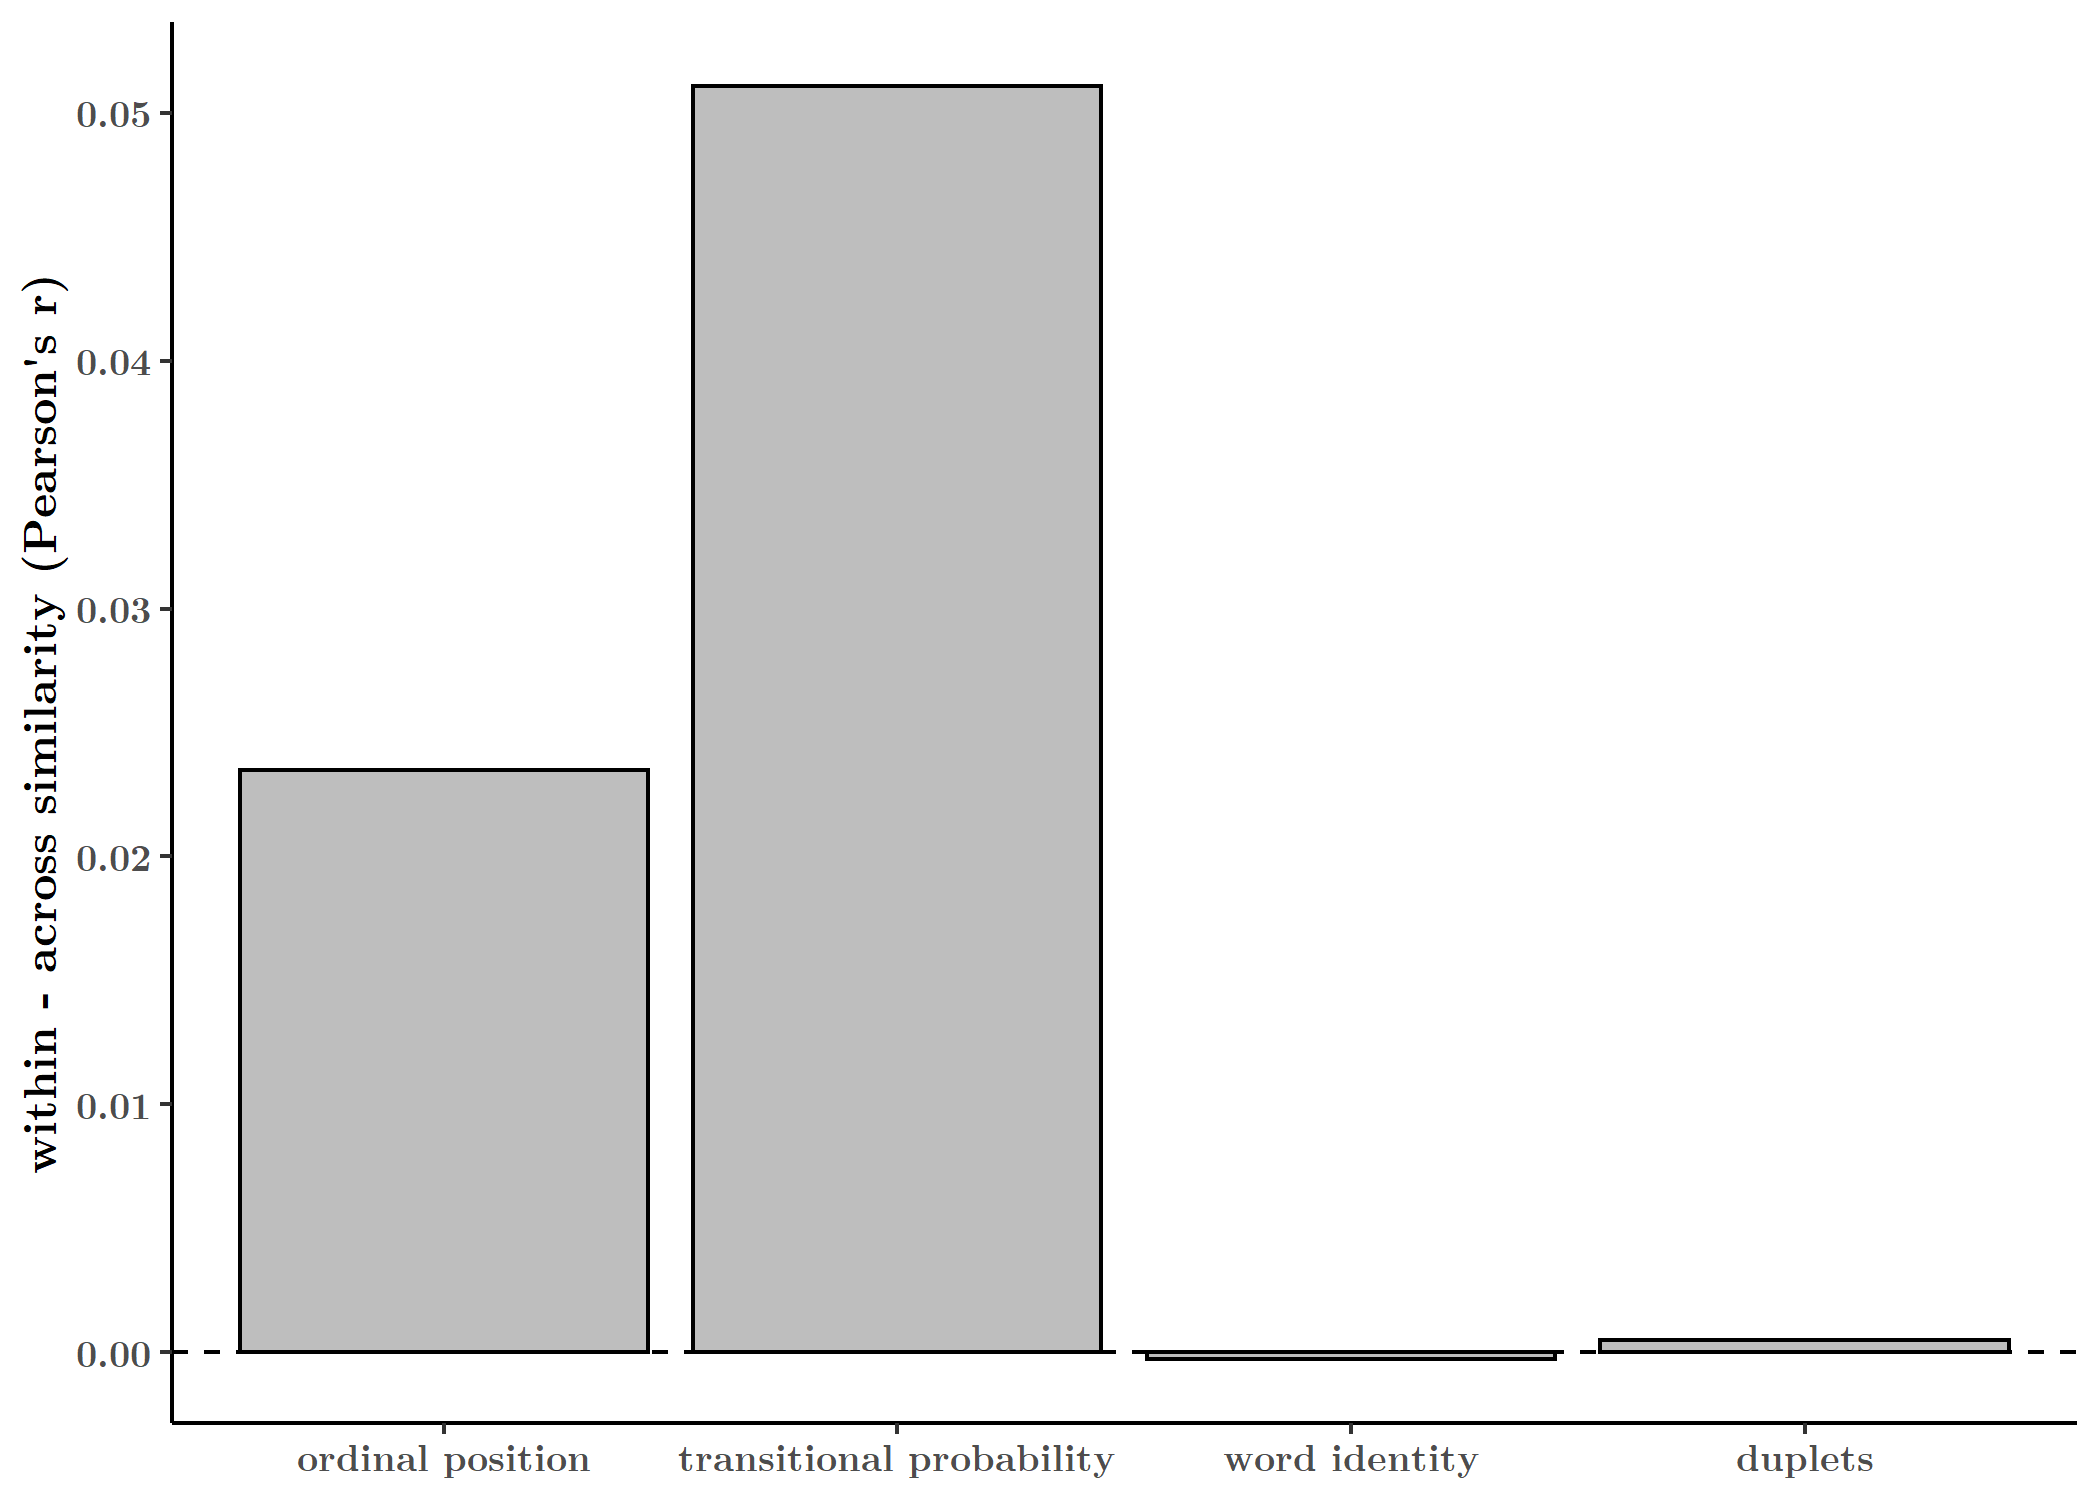 within - across similarity (Pearson's r)
0.05
0.04
0.03
0.02
0.01
0.00
ordinal position
transitional probability
word identity
duplets